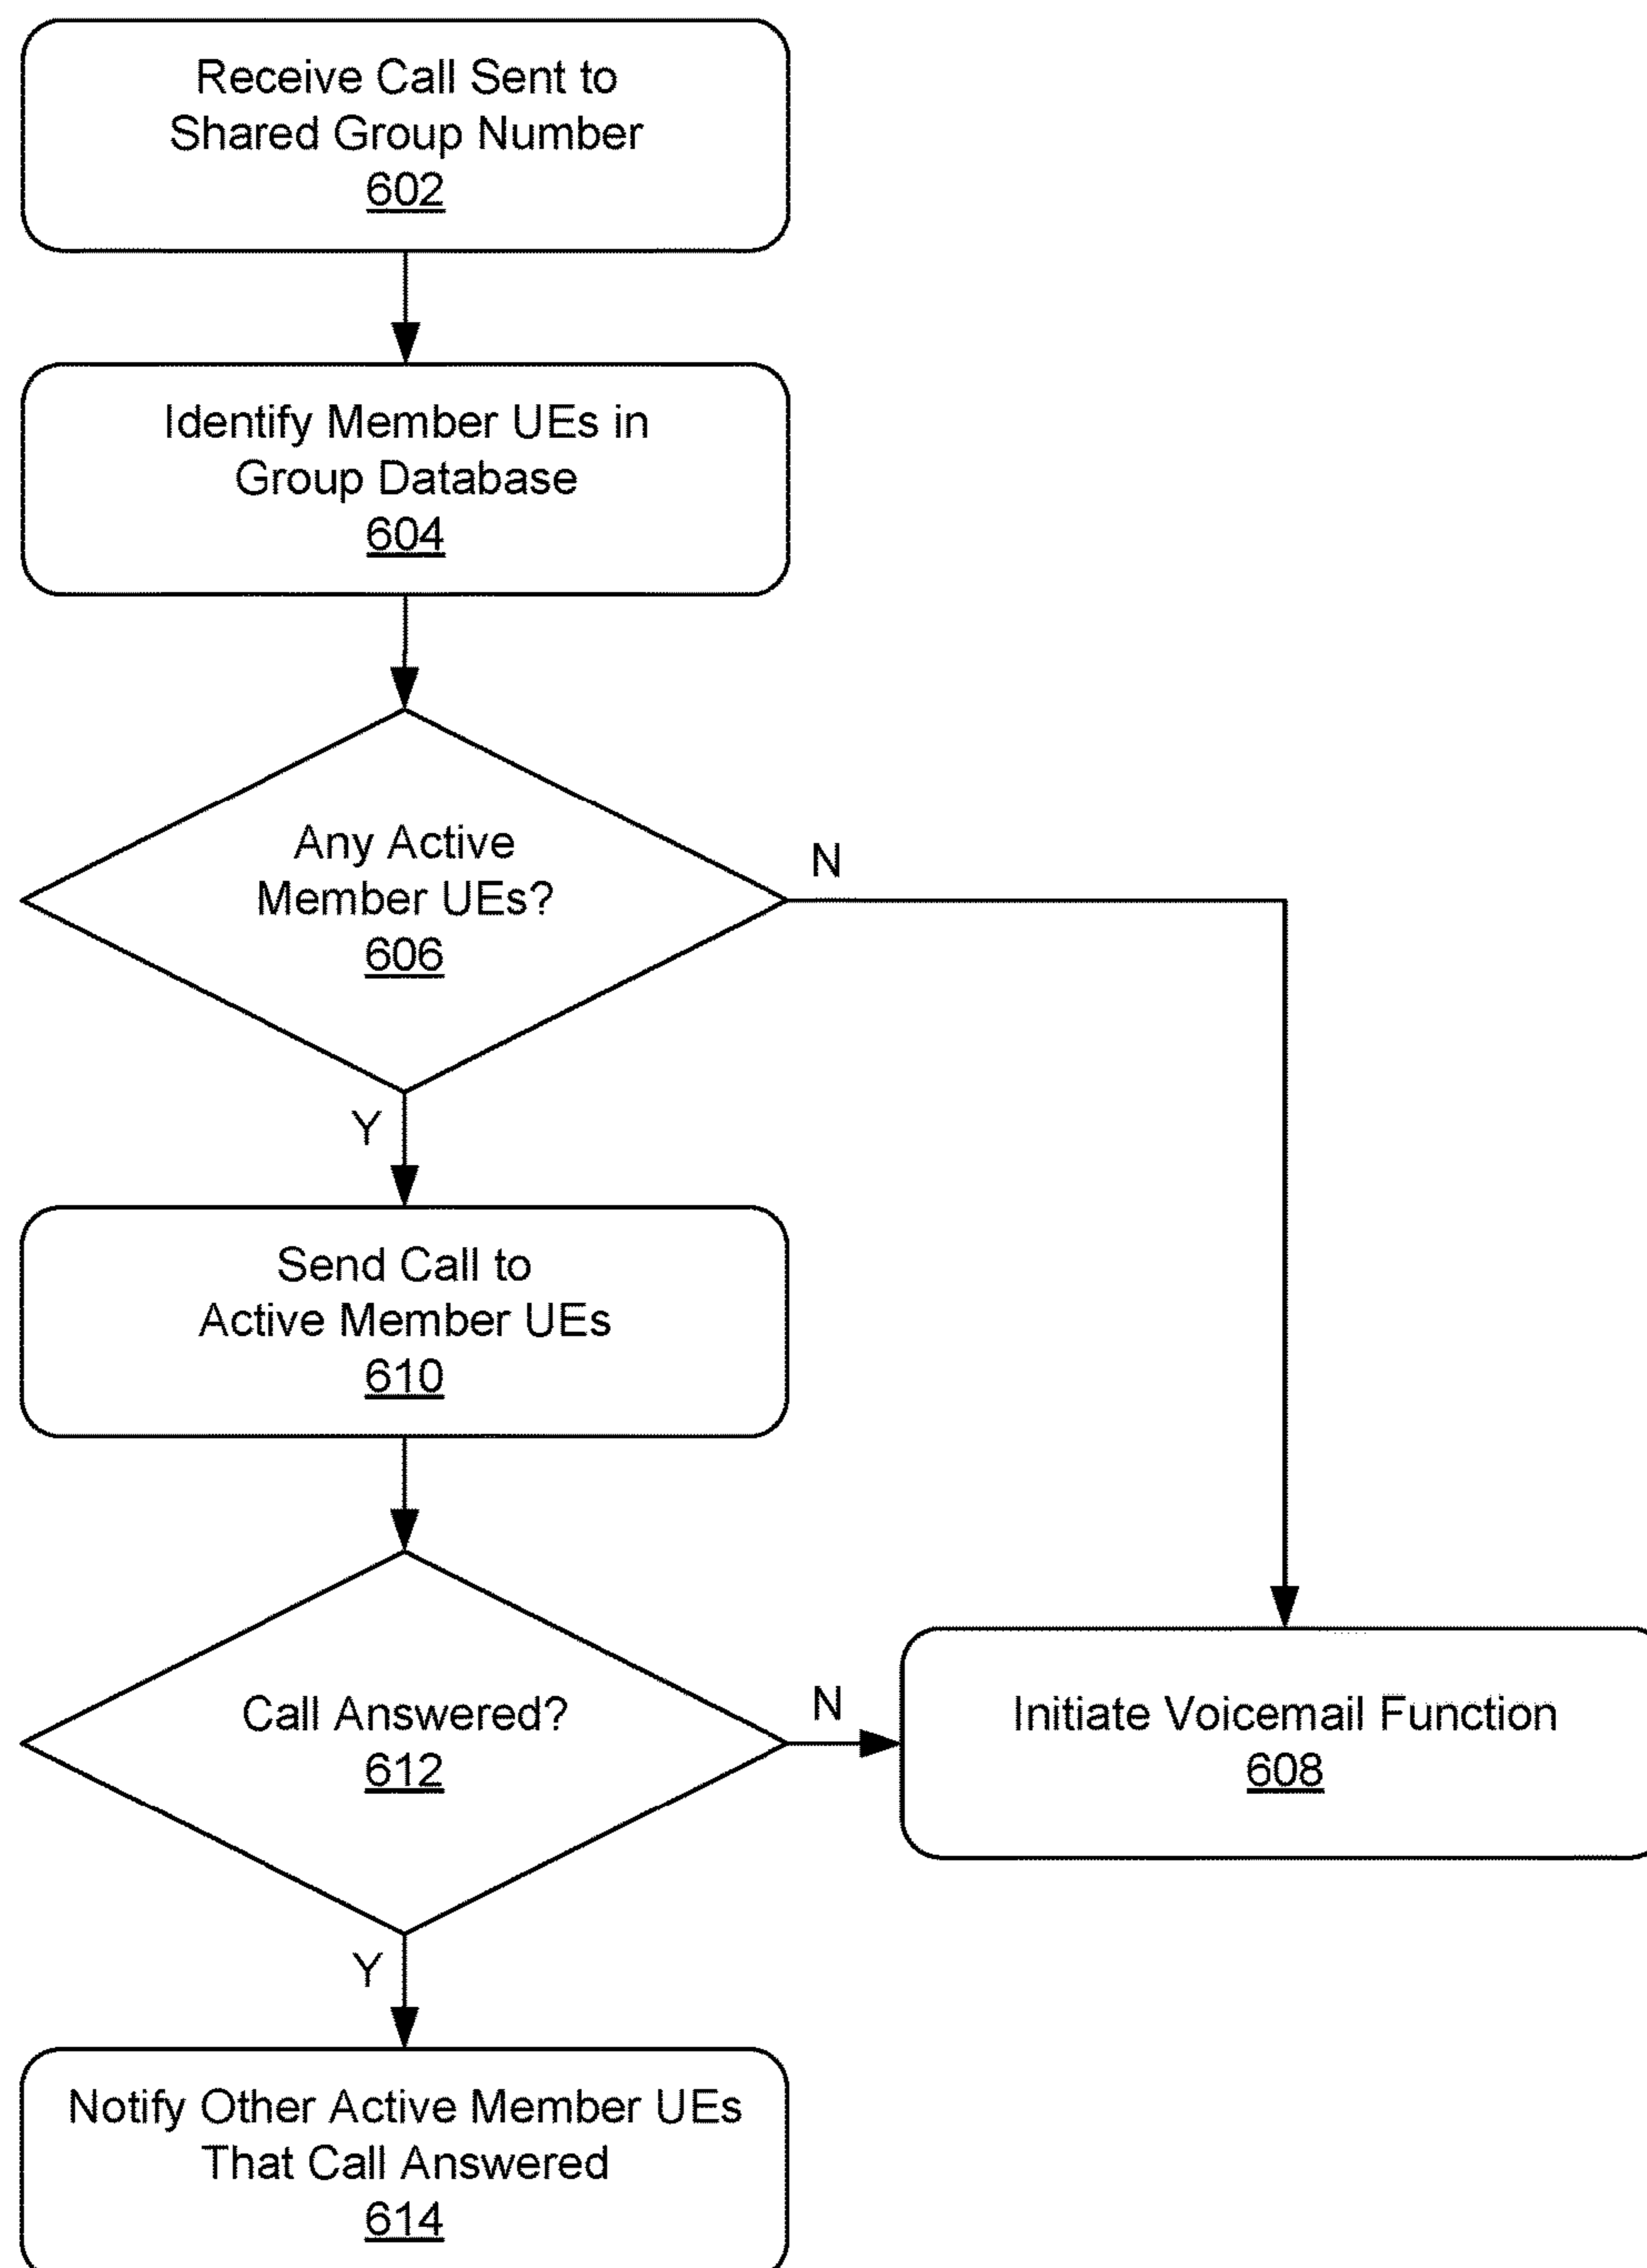 Receive Call Sent to
Shared Group Number
602
Identify Member UEs in
Group Database
604
Any Active
Member UEs?
606
N
Y
Send Call to
Active Member UEs
610
Call Answered?
612
N
Initiate Voicemail Function
608
Y
Notify Other Active Member UEs
That Call Answered
614